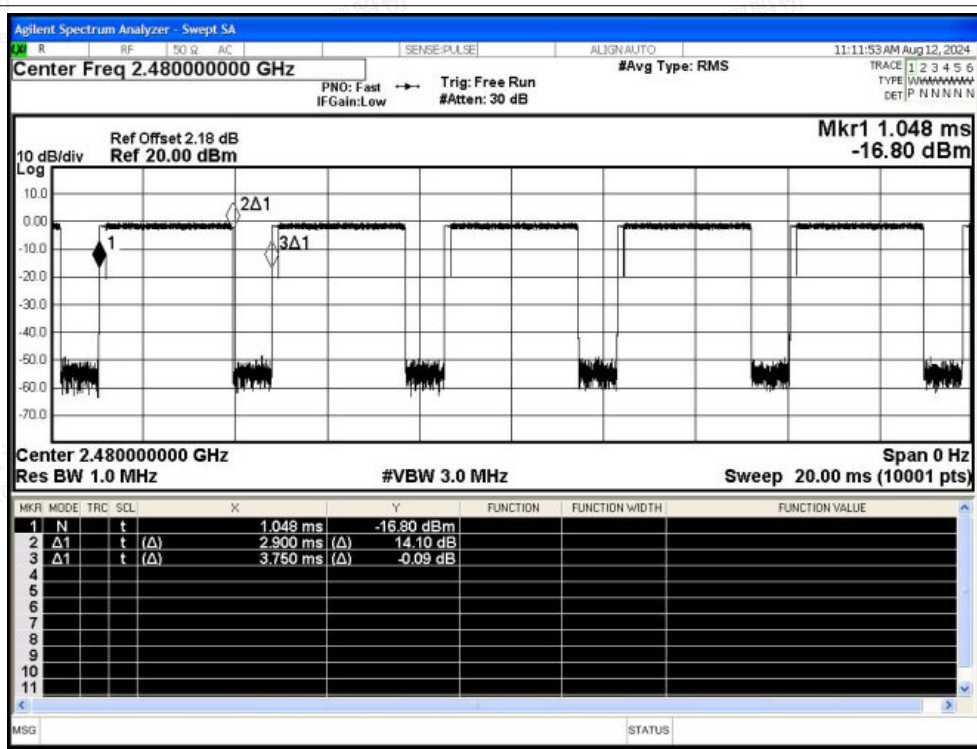 Agilent Spectrum Analyzer - Swept SA
R RF 50 Ω AC SENSE:PULSE ALIGN AUTO 11:11:53 AM Aug 12, 2024
Center Freq 2.480000000 GHz #Avg Type: RMS TRACE 1 2 3 4 5 6
PNO: Fast Trig: Free Run TYPE
IFGain:Low #Atten: 30 dB DET P N N N N N
Ref Offset 2.18 dB Mkr1 1.048 ms
10 dB/div Ref 20.00 dBm -16.80 dBm
Log
10.0
2Δ1
0.00
1 3Δ1
-10.0
-20.0
-30.0
-40.0
-50.0
-60.0
-70.0
Center 2.480000000 GHz Span 0 Hz
Res BW 1.0 MHz #VBW 3.0 MHz Sweep 20.00 ms (10001 pts)
MKR MODE TRC SCL X Y FUNCTION FUNCTION WIDTH FUNCTION VALUE
1 N t 1.048 ms -16.80 dBm
2 Δ1 t (Δ) 2.900 ms (Δ) 14.10 dB
3 Δ1 t (Δ) 3.750 ms (Δ) -0.09 dB
4
5
6
7
8
9
10
11
MSG STATUS